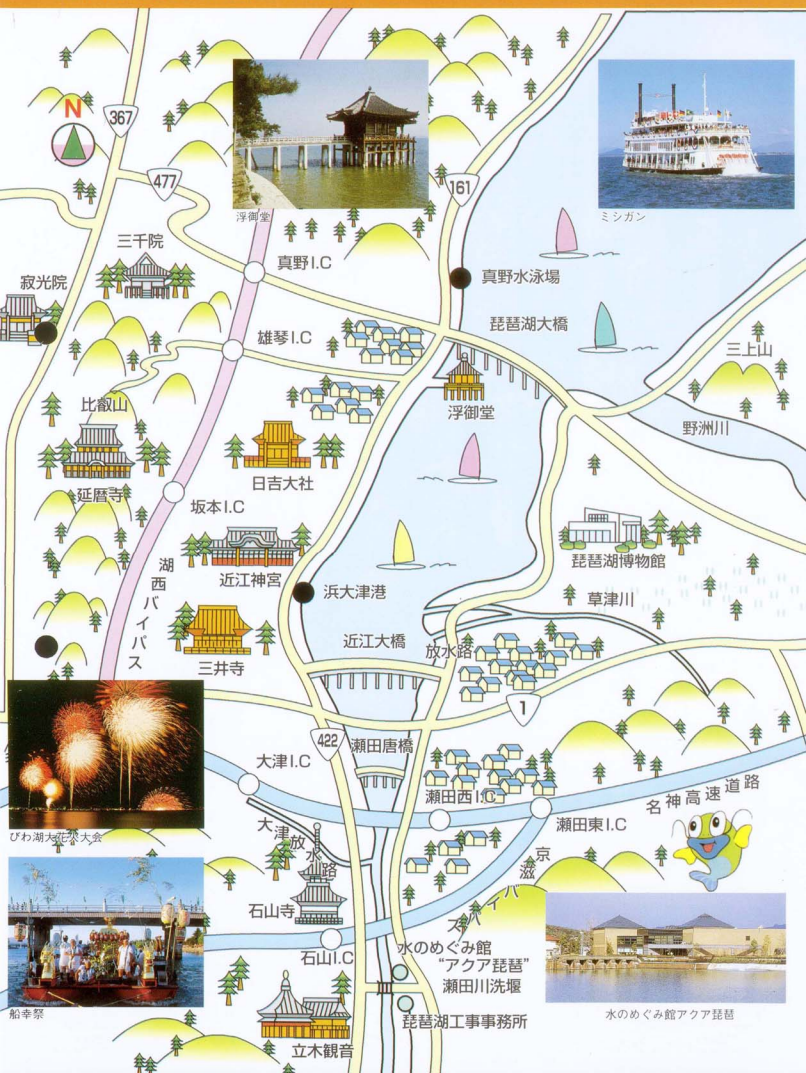 N
367
477
161
浮御堂
ミシガン
三千院
寂光院
真野I.C
真野水泳場
琵琶湖大橋
雄琴I.C
三上山
浮御堂
比叡山
野洲川
日吉大社
延暦寺
坂本I.C
琵琶湖博物館
近江神宮
湖西バイパス
浜大津港
草津川
近江大橋
放水路
三井寺
1
422
瀬田唐橋
大津I.C
瀬田西I.C
名神高速道路
びわ湖大花火大会
大津放水路
瀬田東I.C
京滋バイパス
石山寺
石山I.C
水のめぐみ館
“アクア琵琶”
瀬田川洗堰
船幸祭
琵琶湖工事事務所
水のめぐみ館アクア琵琶
立木観音